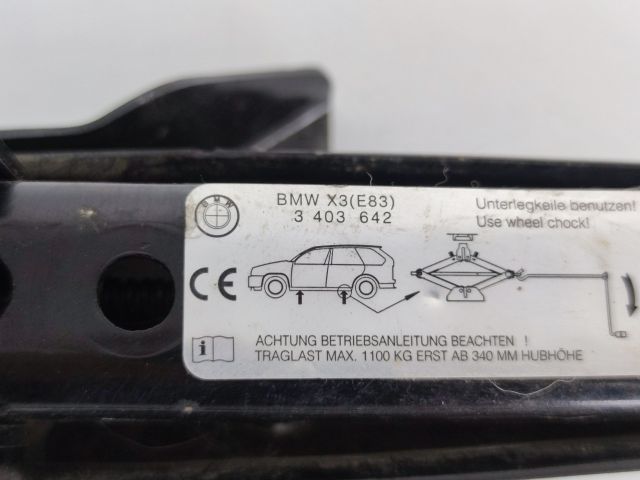 BMW
BMW X3(E83)
3 403 642
Unterlegkeile benutzen!
Use wheel chock!
CE
i
ACHTUNG BETRIEBSANLEITUNG BEACHTEN !
TRAGLAST MAX. 1100 KG ERST AB 340 MM HUBHÖHE